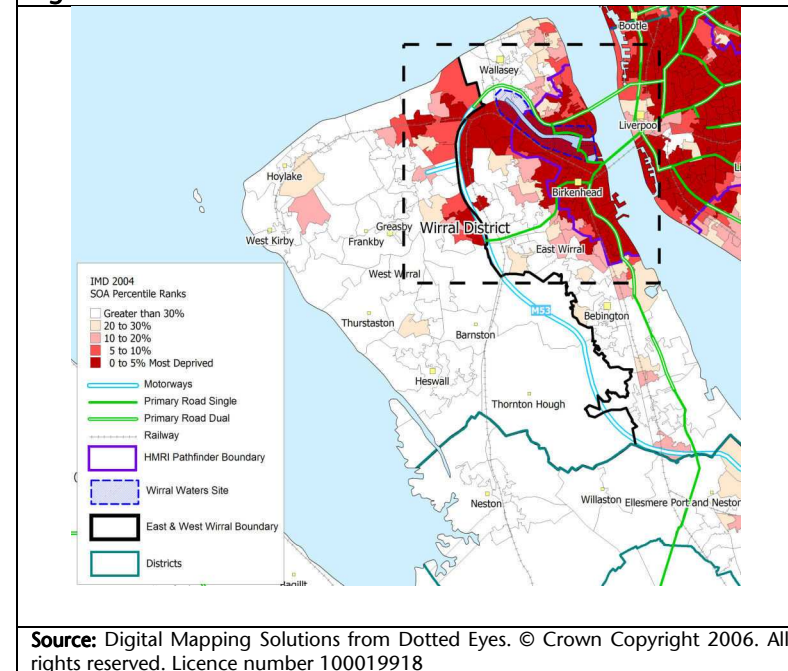 Bootle
Wallasey
Liverpoo
Birkenhead
Hoylake
Greasby
Wirral District
West Kirby
Frankby
East Wirral
West Wirral
M53
Thurstaston
Bebington
Barnston
Heswall
Thornton Hough
Neston
Willaston
Ellesmere Port and Neston
IMD 2004
SOA Percentile Ranks
Greater than 30%
20 to 30%
10 to 20%
5 to 10%
0 to 5% Most Deprived
Motorways
Primary Road Single
Primary Road Dual
Railway
HMRI Pathfinder Boundary
Wirral Waters Site
East & West Wirral Boundary
Districts
Source: Digital Mapping Solutions from Dotted Eyes. © Crown Copyright 2006. All
rights reserved. Licence number 100019918